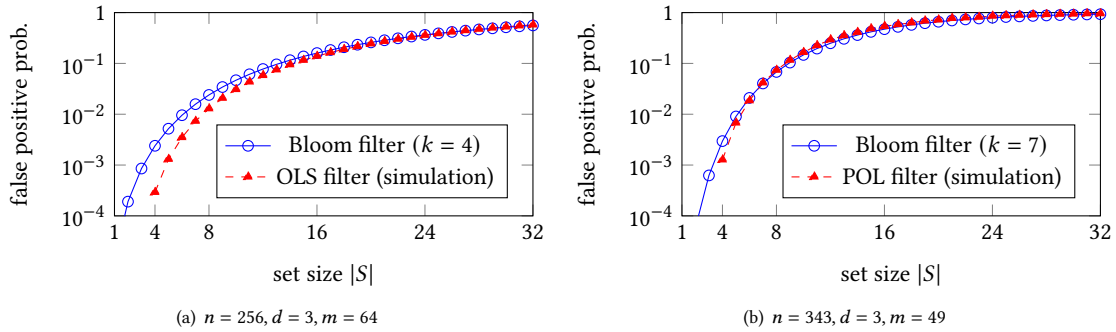 false positive prob.
10⁰
10⁻¹
10⁻²
10⁻³
10⁻⁴
Bloom filter (k = 4)
OLS filter (simulation)
1 4 8 16 24 32
set size |S|
(a) n = 256, d = 3, m = 64
false positive prob.
10⁰
10⁻¹
10⁻²
10⁻³
10⁻⁴
Bloom filter (k = 7)
POL filter (simulation)
1 4 8 16 24 32
set size |S|
(b) n = 343, d = 3, m = 49